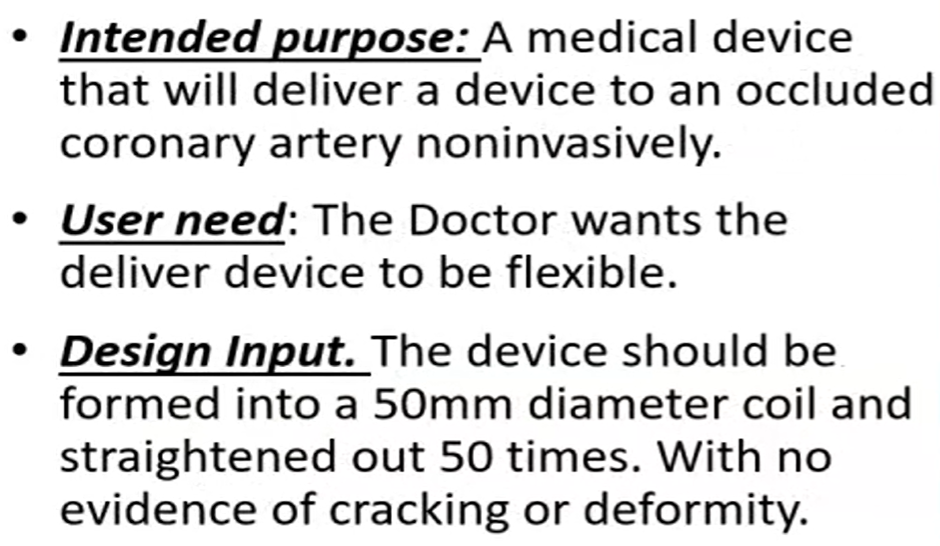 • Intended purpose: A medical device
that will deliver a device to an occluded
coronary artery noninvasively.
• User need: The Doctor wants the
deliver device to be flexible.
• Design Input. The device should be
formed into a 50mm diameter coil and
straightened out 50 times. With no
evidence of cracking or deformity.